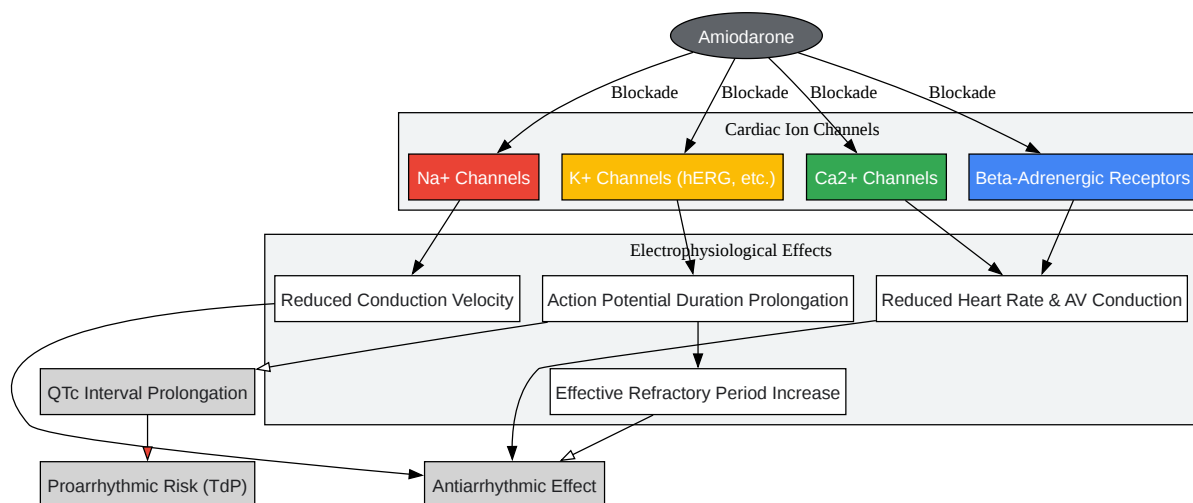 Amiodarone
Blockade
Blockade
Blockade
Blockade
Cardiac Ion Channels
Na+ Channels
K+ Channels (hERG, etc.)
Ca2+ Channels
Beta-Adrenergic Receptors
Electrophysiological Effects
Reduced Conduction Velocity
Action Potential Duration Prolongation
Reduced Heart Rate & AV Conduction
QTc Interval Prolongation
Effective Refractory Period Increase
Proarrhythmic Risk (TdP)
Antiarrhythmic Effect